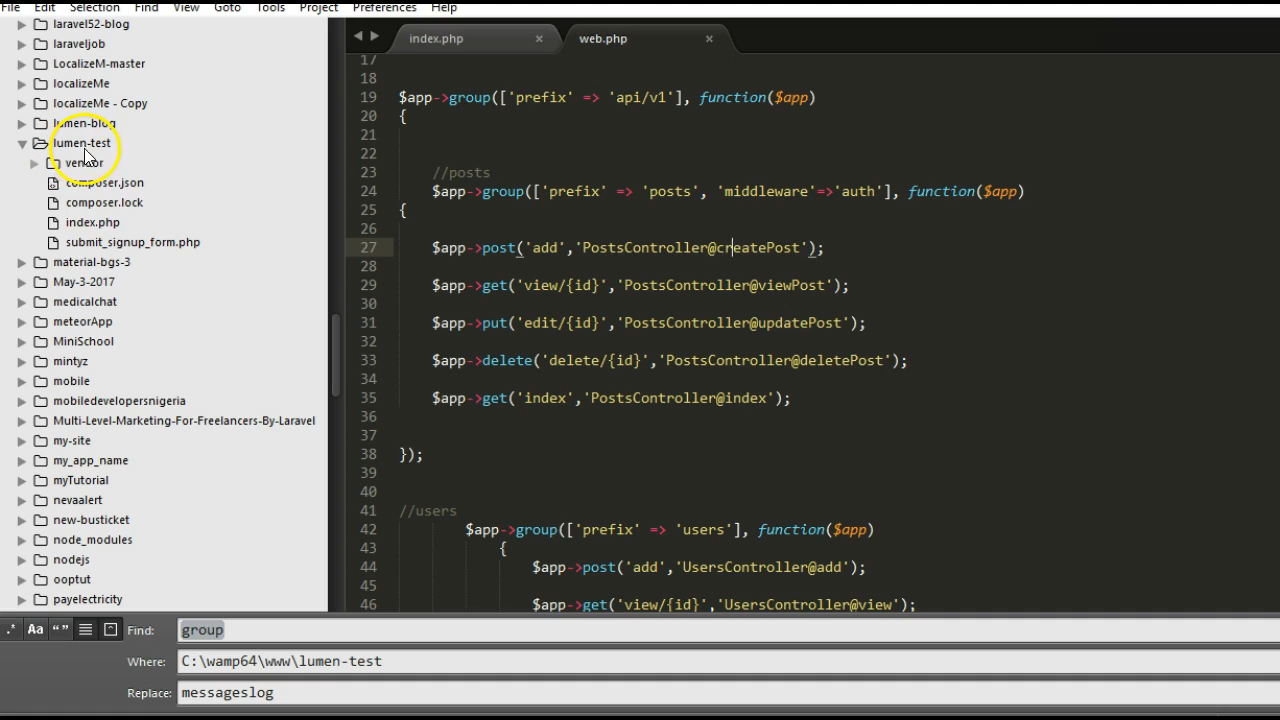 File Edit Selection Find View Goto Tools Project Preferences Help
laravel52-blog
laraveljob
LocalizeM-master
localizeMe
localizeMe - Copy
lumen-blog
lumen-test
vendor
composer.json
composer.lock
index.php
submit_signup_form.php
material-bgs-3
May-3-2017
medicalchat
meteorApp
MiniSchool
mintyz
mobile
mobiledevelopersnigeria
Multi-Level-Marketing-For-Freelancers-By-Laravel
my-site
my_app_name
myTutorial
nevaalert
new-busticket
node_modules
nodejs
ooptut
payelectricity
index.php × web.php ×
17
18
19 $app->group(['prefix' => 'api/v1'], function($app)
20 {
21
22
23 //posts
24 $app->group(['prefix' => 'posts', 'middleware'=>'auth'], function($app)
25 {
26
27 $app->post('add','PostsController@createPost');
28
29 $app->get('view/{id}','PostsController@viewPost');
30
31 $app->put('edit/{id}','PostsController@updatePost');
32
33 $app->delete('delete/{id}','PostsController@deletePost');
34
35 $app->get('index','PostsController@index');
36
37
38 });
39
40
41 //users
42 $app->group(['prefix' => 'users'], function($app)
43 {
44 $app->post('add','UsersController@add');
45
46 $app->get('view/{id}','UsersController@view');
.* Aa “” Find: group
Where: C:\wamp64\www\lumen-test
Replace: messageslog